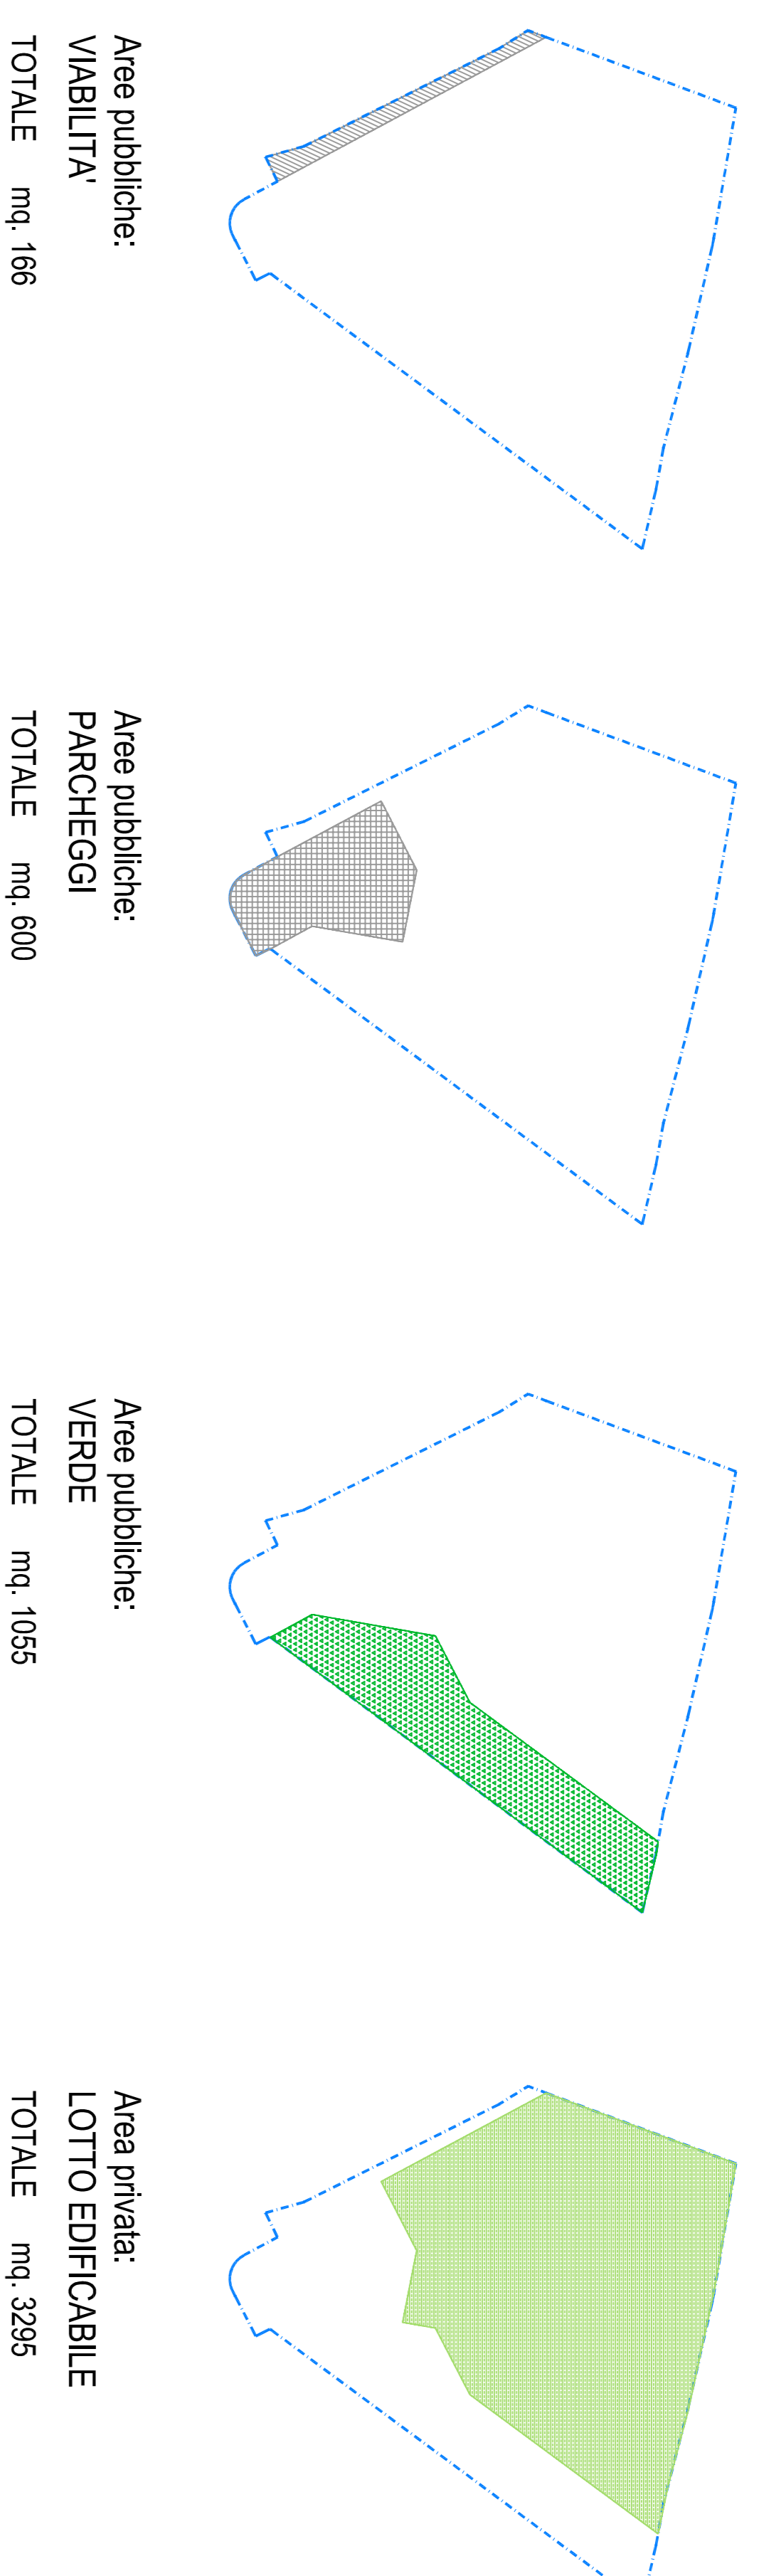 Aree pubbliche:
VIABILITA'
TOTALE mq. 166
Aree pubbliche:
PARCHEGGI
TOTALE mq. 600
Aree pubbliche:
VERDE
TOTALE mq. 1055
Area privata:
LOTTO EDIFICABILE
TOTALE mq. 3295